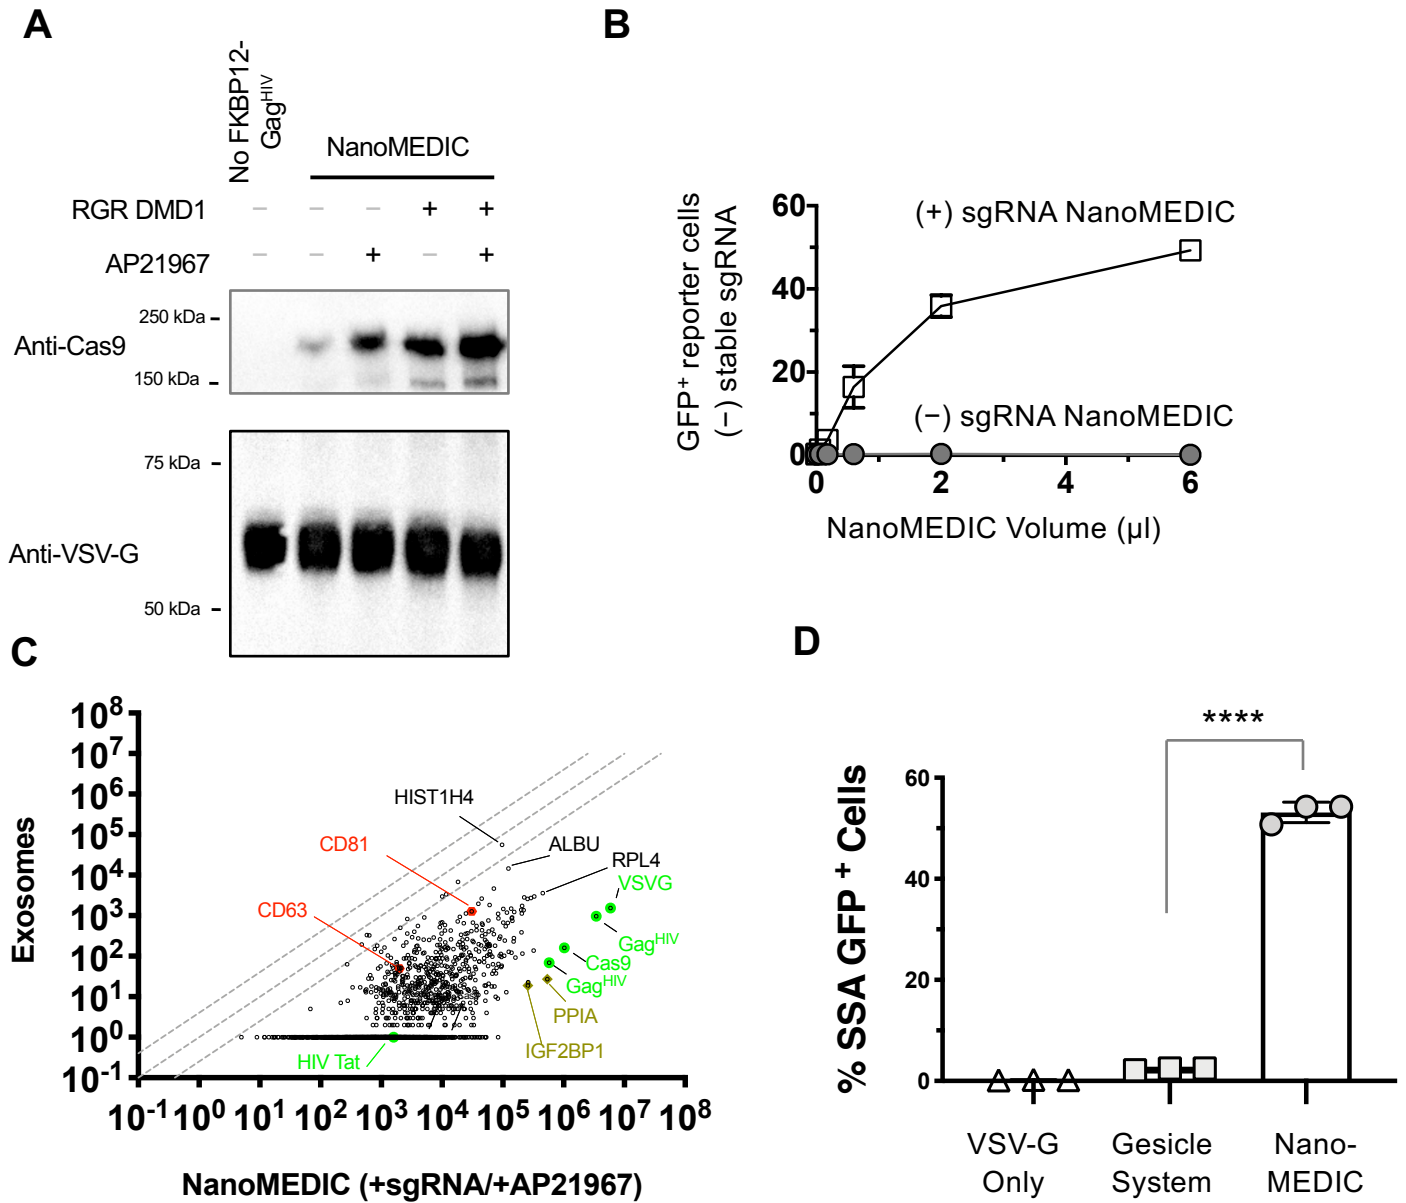 A
No FKBP12-
Gag^HIV
NanoMEDIC
RGR DMD1 − − − + +
AP21967 − − + − +
250 kDa
Anti-Cas9
150 kDa
75 kDa
Anti-VSV-G
50 kDa
B
GFP+ reporter cells
(−) stable sgRNA
60
40
20
0
(+) sgRNA NanoMEDIC
(−) sgRNA NanoMEDIC
0 2 4 6
NanoMEDIC Volume (µl)
C
Exosomes
10^8
10^7
10^6
10^5
10^4
10^3
10^2
10^1
10^0
10^-1
HIST1H4
CD81
ALBU
RPL4
VSVG
CD63
Gag^HIV
Cas9
Gag^HIV
PPIA
IGF2BP1
HIV Tat
10^-1 10^0 10^1 10^2 10^3 10^4 10^5 10^6 10^7 10^8
NanoMEDIC (+sgRNA/+AP21967)
D
% SSA GFP + Cells
****
60
40
20
0
VSV-G
Only
Gesicle
System
Nano-
MEDIC